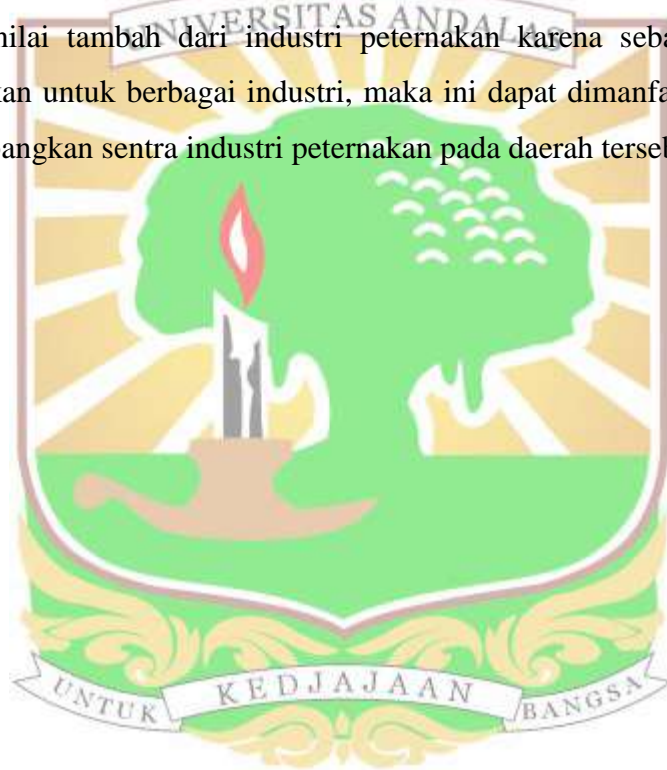 UNIVERSITAS ANDALAS
nilai tambah dari industri peternakan karena seba
kan untuk berbagai industri, maka ini dapat dimanfa
bangkan sentra industri peternakan pada daerah terseb
UNTUK KEDJAJAAN BANGSA